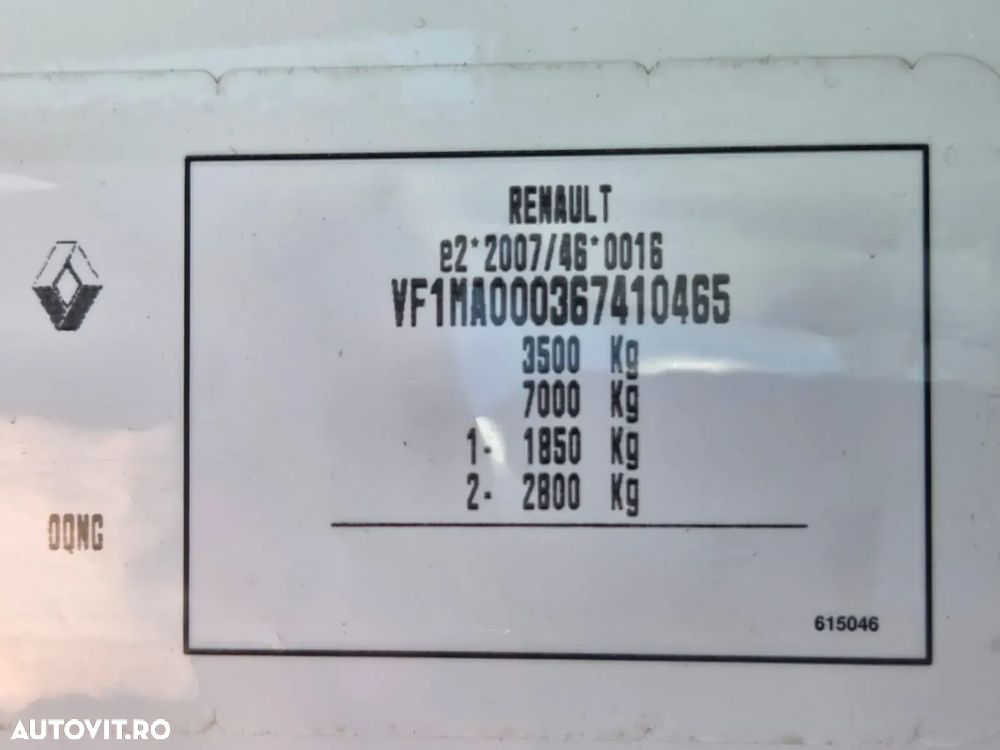 RENAULT
e2*2007/46*0016
VF1MA000367410465
3500 Kg
7000 Kg
1- 1850 Kg
2- 2800 Kg
0QNG
615046
AUTOVIT.RO